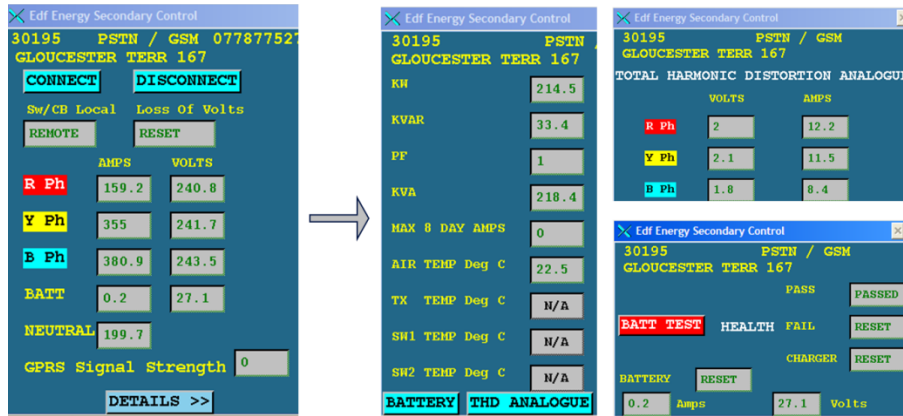 Edf Energy Secondary Control
30195 PSTN / GSM 077877527
GLOUCESTER TERR 167
CONNECT DISCONNECT
Sw/CB Local Loss Of Volts
REMOTE RESET
AMPS VOLTS
R Ph 159.2 240.8
Y Ph 355 241.7
B Ph 380.9 243.5
BATT 0.2 27.1
NEUTRAL 199.7
GPRS Signal Strength 0
DETAILS >>
Edf Energy Secondary Control
30195 PSTN /
GLOUCESTER TERR 167
KW 214.5
KVAR 33.4
PF 1
KVA 218.4
MAX 8 DAY AMPS 0
AIR TEMP Deg C 22.5
TX TEMP Deg C N/A
SW1 TEMP Deg C N/A
SW2 TEMP Deg C N/A
BATTERY THD ANALOGUE
Edf Energy Secondary Control
30195 PSTN / GSM
GLOUCESTER TERR 167
TOTAL HARMONIC DISTORTION ANALOGUE
VOLTS AMPS
R Ph 2 12.2
Y Ph 2.1 11.5
B Ph 1.8 8.4
Edf Energy Secondary Control
30195 PSTN / GSM
GLOUCESTER TERR 167
PASS PASSED
BATT TEST HEALTH FAIL RESET
CHARGER RESET
BATTERY RESET
0.2 Amps 27.1 Volts